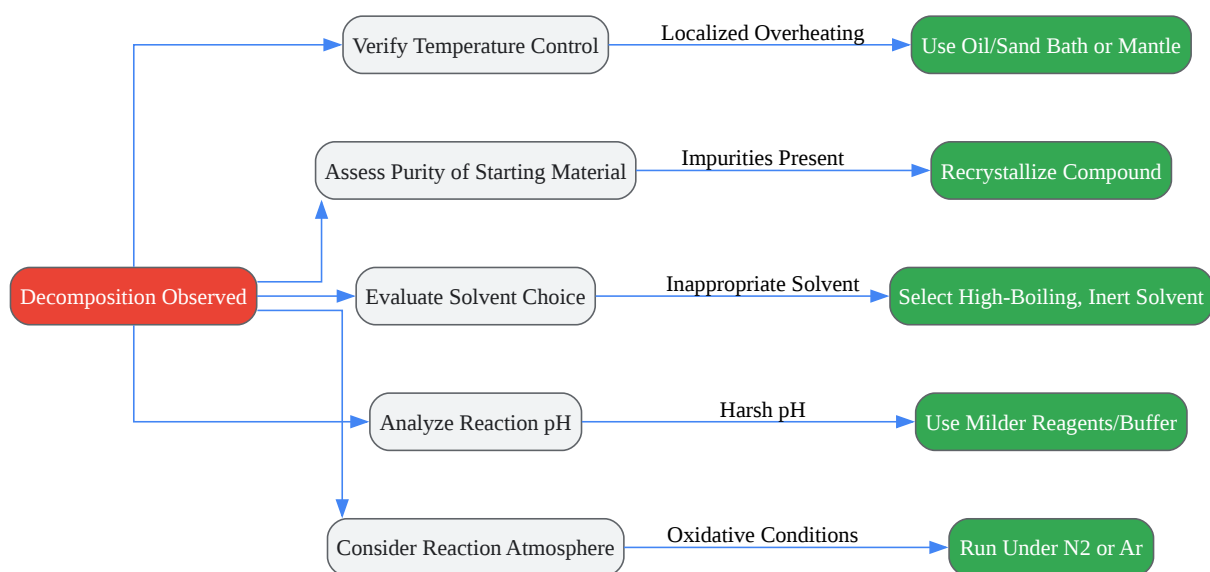 Verify Temperature Control
Localized Overheating
Use Oil/Sand Bath or Mantle
Assess Purity of Starting Material
Impurities Present
Recrystallize Compound
Decomposition Observed
Evaluate Solvent Choice
Inappropriate Solvent
Select High-Boiling, Inert Solvent
Analyze Reaction pH
Harsh pH
Use Milder Reagents/Buffer
Consider Reaction Atmosphere
Oxidative Conditions
Run Under N2 or Ar